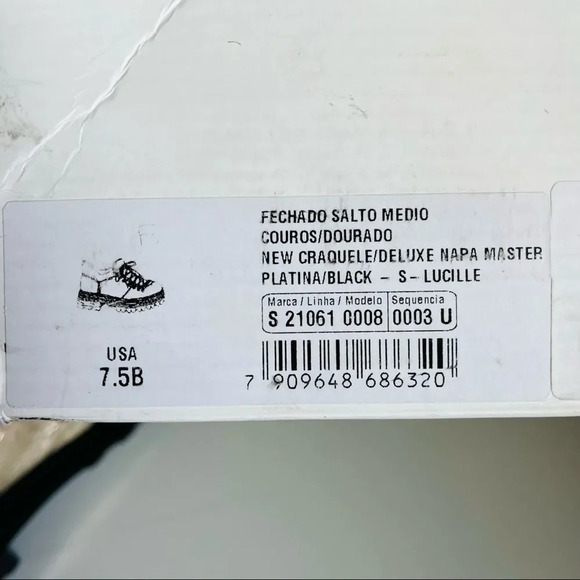 FECHADO SALTO MEDIO
COUROS/DOURADO
NEW CRAQUELE/DELUXE NAPA MASTER
PLATINA/BLACK - S- LUCILLE
Marca / Linha / Modelo Sequencia
S 21061 0008 0003 U
USA
7.5B
7 909648 686320